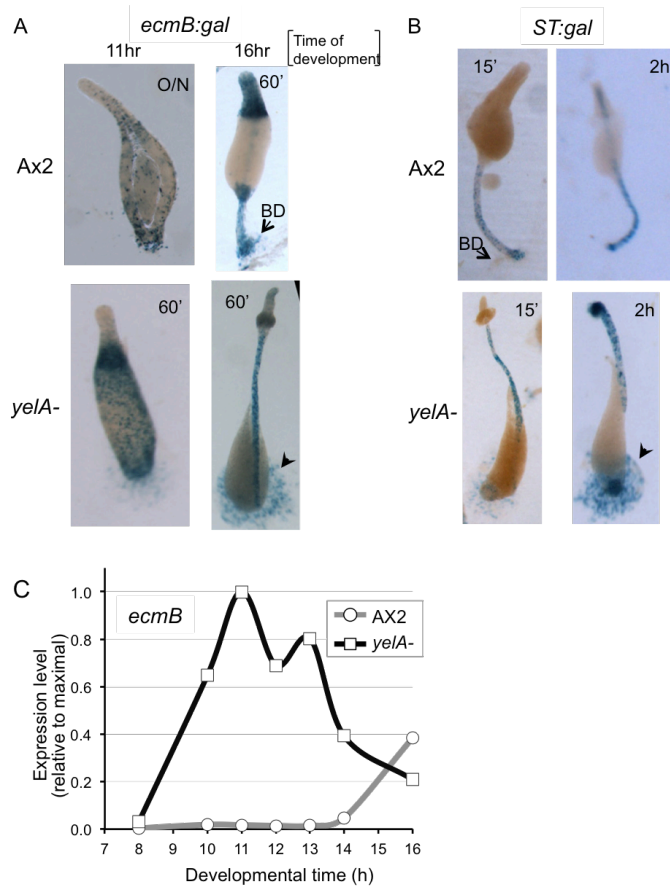 A
ecmB:gal
11hr
16hr
Time of
development
O/N
60'
Ax2
BD
60'
60'
yelA-
B
ST:gal
15'
2h
Ax2
BD
15'
2h
yelA-
C
ecmB
AX2
yelA-
Expression level
(relative to maximal)
1.0
0.8
0.6
0.4
0.2
0.0
7 8 9 10 11 12 13 14 15 16
Developmental time (h)